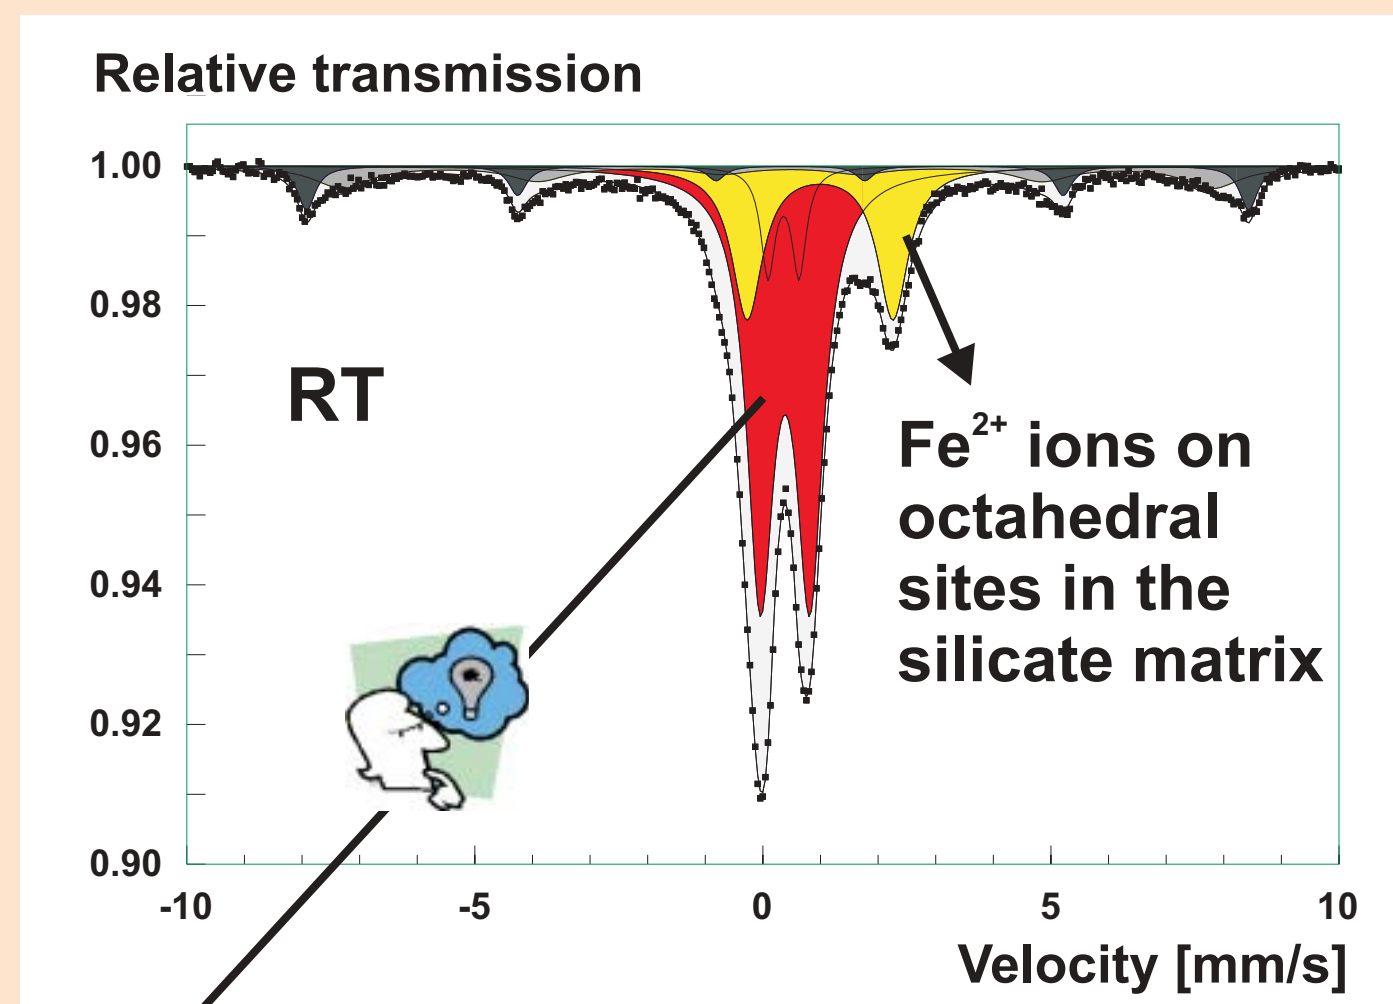 Relative transmission
1.00
0.98
0.96
0.94
0.92
0.90
-10
-5
0
5
10
Velocity [mm/s]
RT
Fe²⁺ ions on
octahedral
sites in the
silicate matrix